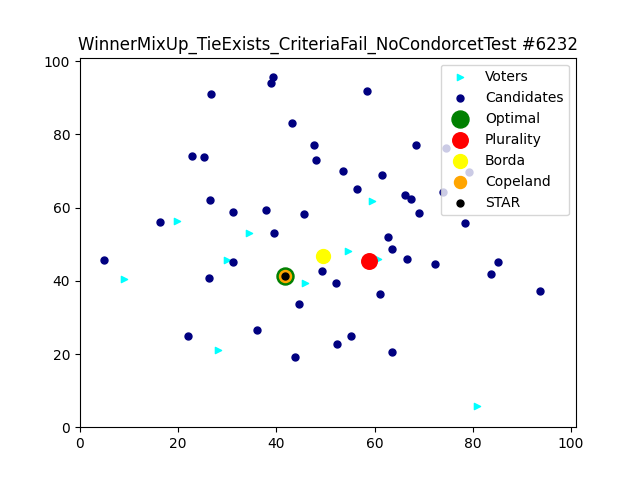 WinnerMixUp_TieExists_CriteriaFail_NoCondorcetTest #6232
100
80
60
40
20
0
0 20 40 60 80 100
Voters
Candidates
Optimal
Plurality
Borda
Copeland
STAR